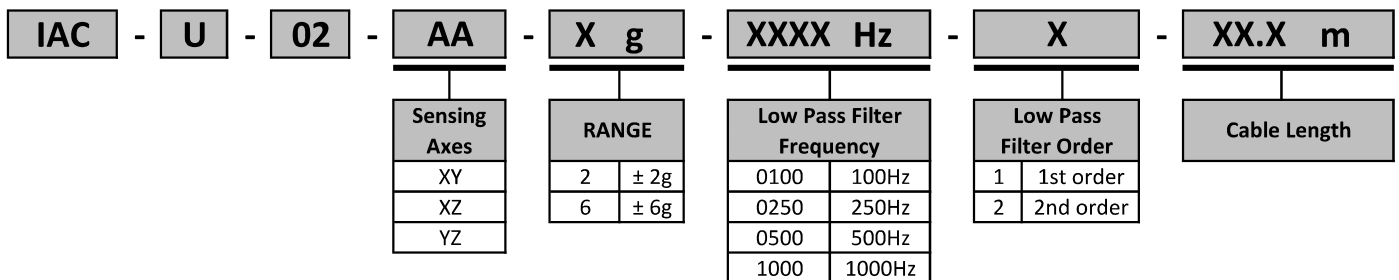 IAC - U - 02 - AA - X g - XXXX Hz - X - XX.X m
Sensing
Axes
XY
XZ
YZ
RANGE
2 ± 2g
6 ± 6g
Low Pass Filter
Frequency
0100 100Hz
0250 250Hz
0500 500Hz
1000 1000Hz
Low Pass
Filter Order
1 1st order
2 2nd order
Cable Length